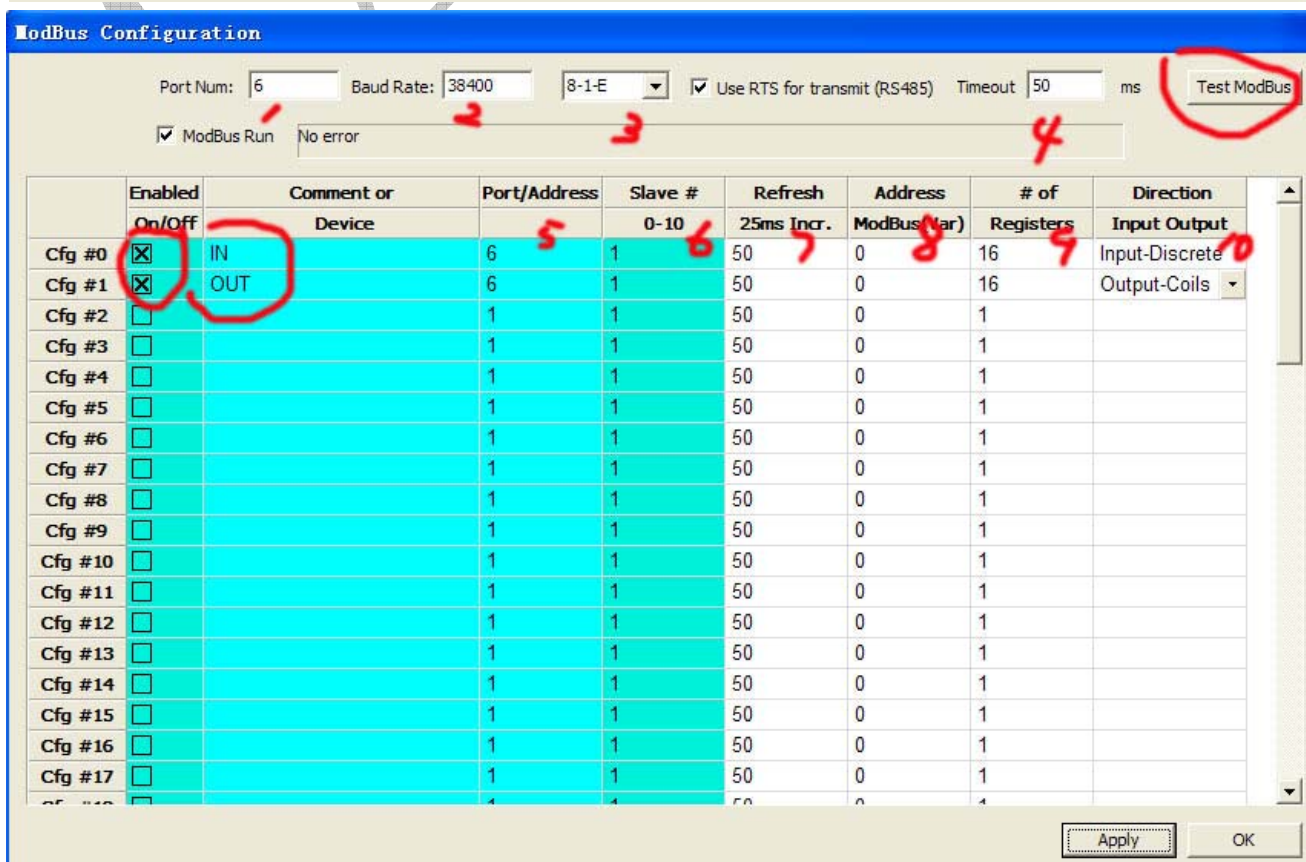 ModBus Configuration
Port Num: 6 Baud Rate: 38400 8-1-E Use RTS for transmit (RS485) Timeout 50 ms Test ModBus
1 2 3 4
ModBus Run No error
Enabled Comment or Port/Address Slave # Refresh Address # of Direction
On/Off Device 0-10 25ms Incr. ModBus(Var) Registers Input Output
5 6 7 8 9 10
Cfg #0 IN 6 1 50 0 16 Input-Discrete
Cfg #1 OUT 6 1 50 0 16 Output-Coils
Cfg #2 1 1 50 0 1
Cfg #3 1 1 50 0 1
Cfg #4 1 1 50 0 1
Cfg #5 1 1 50 0 1
Cfg #6 1 1 50 0 1
Cfg #7 1 1 50 0 1
Cfg #8 1 1 50 0 1
Cfg #9 1 1 50 0 1
Cfg #10 1 1 50 0 1
Cfg #11 1 1 50 0 1
Cfg #12 1 1 50 0 1
Cfg #13 1 1 50 0 1
Cfg #14 1 1 50 0 1
Cfg #15 1 1 50 0 1
Cfg #16 1 1 50 0 1
Cfg #17 1 1 50 0 1
Apply OK